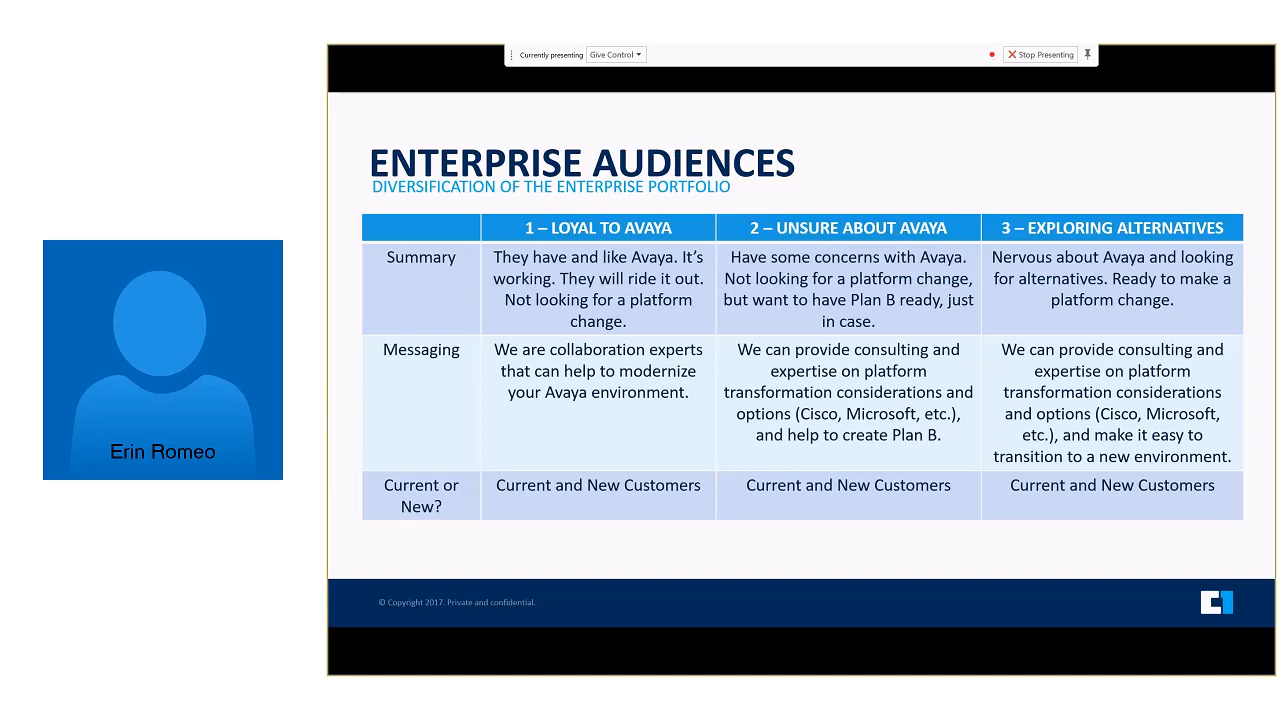 Currently presenting Give Control Stop Presenting
ENTERPRISE AUDIENCES
DIVERSIFICATION OF THE ENTERPRISE PORTFOLIO
1 – LOYAL TO AVAYA
2 – UNSURE ABOUT AVAYA
3 – EXPLORING ALTERNATIVES
Summary
They have and like Avaya. It's
working. They will ride it out.
Not looking for a platform
change.
Have some concerns with Avaya.
Not looking for a platform change,
but want to have Plan B ready, just
in case.
Nervous about Avaya and looking
for alternatives. Ready to make a
platform change.
Messaging
We are collaboration experts
that can help to modernize
your Avaya environment.
We can provide consulting and
expertise on platform
transformation considerations and
options (Cisco, Microsoft, etc.),
and help to create Plan B.
We can provide consulting and
expertise on platform
transformation considerations
and options (Cisco, Microsoft,
etc.), and make it easy to
transition to a new environment.
Current or
New?
Current and New Customers
Current and New Customers
Current and New Customers
© Copyright 2017. Private and confidential.
Erin Romeo